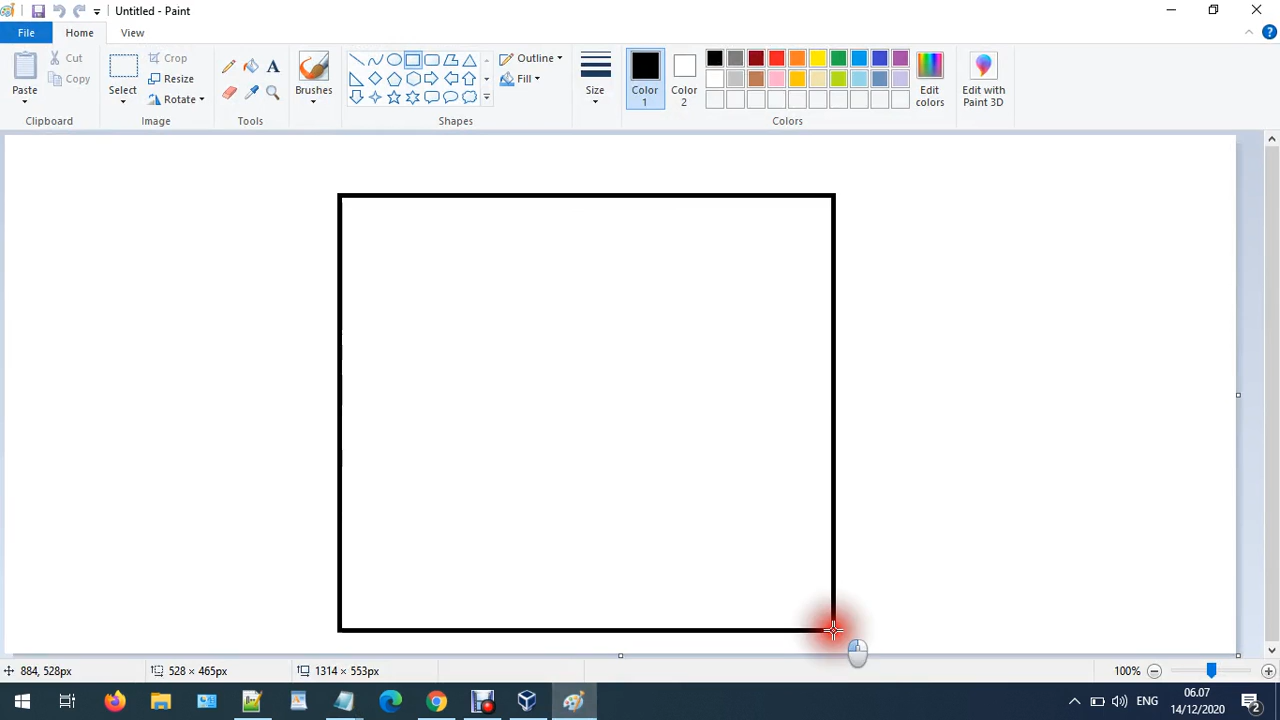 Untitled - Paint
File Home View
Paste
Cut
Copy
Clipboard
Select
Crop
Resize
Rotate
Image
A
Tools
Brushes
Shapes
Outline
Fill
Size
Color 1
Color 2
Edit colors
Colors
Edit with Paint 3D
884, 528px
528 × 465px
1314 × 553px
100%
ENG
06.07
14/12/2020
2